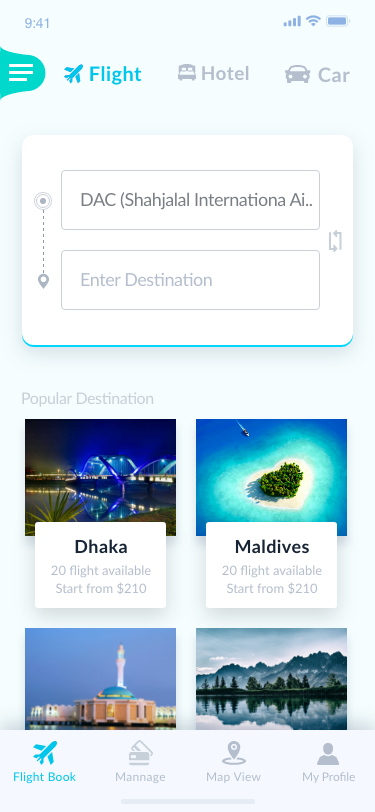 9:41
Flight Hotel Car
DAC (Shahjalal Internationa Ai..
Enter Destination
Popular Destination
Dhaka
20 flight available
Start from $210
Maldives
20 flight available
Start from $210
Flight Book Mannage Map View My Profile